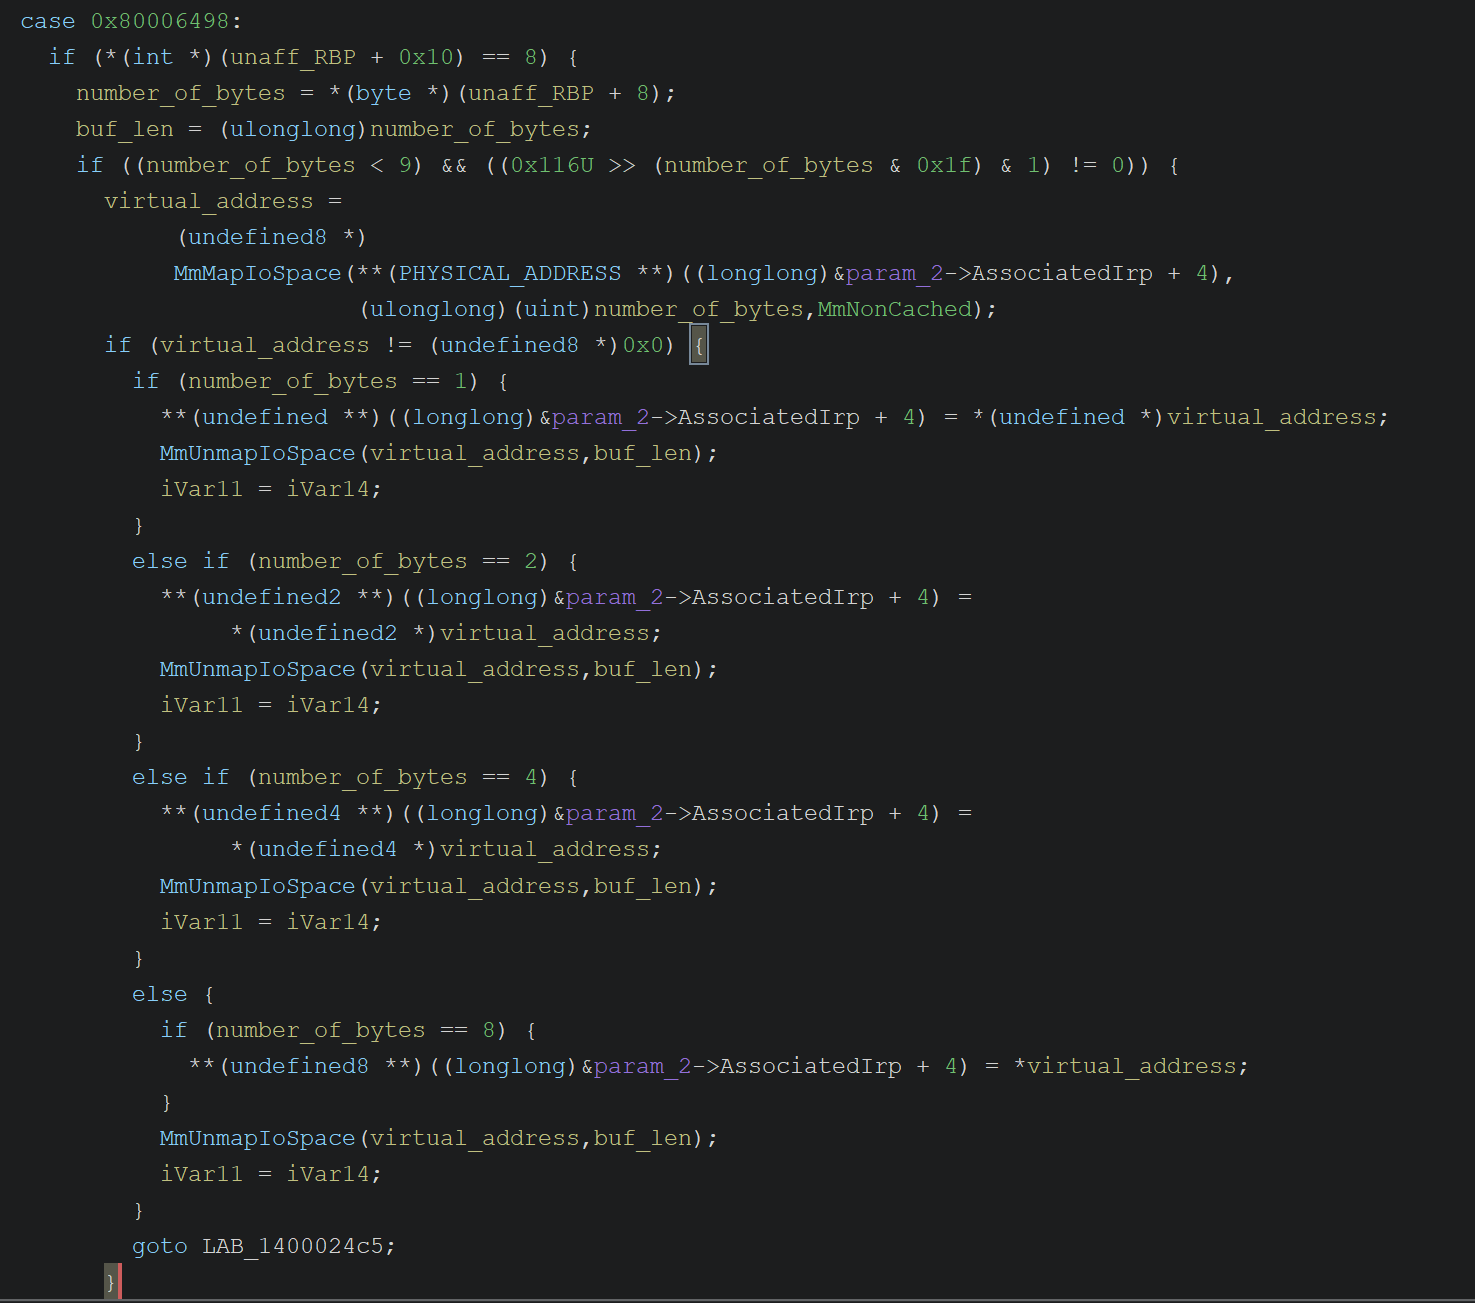 case 0x80006498:
  if (*(int *)(unaff_RBP + 0x10) == 8) {
    number_of_bytes = *(byte *)(unaff_RBP + 8);
    buf_len = (ulonglong)number_of_bytes;
    if ((number_of_bytes < 9) && ((0x116U >> (number_of_bytes & 0x1f) & 1) != 0)) {
      virtual_address =
           (undefined8 *)
           MmMapIoSpace(**(PHYSICAL_ADDRESS **)((longlong)&param_2->AssociatedIrp + 4),
                        (ulonglong)(uint)number_of_bytes,MmNonCached);
      if (virtual_address != (undefined8 *)0x0) {
        if (number_of_bytes == 1) {
          **(undefined **)((longlong)&param_2->AssociatedIrp + 4) = *(undefined *)virtual_address;
          MmUnmapIoSpace(virtual_address,buf_len);
          iVar11 = iVar14;
        }
        else if (number_of_bytes == 2) {
          **(undefined2 **)((longlong)&param_2->AssociatedIrp + 4) =
               *(undefined2 *)virtual_address;
          MmUnmapIoSpace(virtual_address,buf_len);
          iVar11 = iVar14;
        }
        else if (number_of_bytes == 4) {
          **(undefined4 **)((longlong)&param_2->AssociatedIrp + 4) =
               *(undefined4 *)virtual_address;
          MmUnmapIoSpace(virtual_address,buf_len);
          iVar11 = iVar14;
        }
        else {
          if (number_of_bytes == 8) {
            **(undefined8 **)((longlong)&param_2->AssociatedIrp + 4) = *virtual_address;
          }
          MmUnmapIoSpace(virtual_address,buf_len);
          iVar11 = iVar14;
        }
        goto LAB_1400024c5;
      }